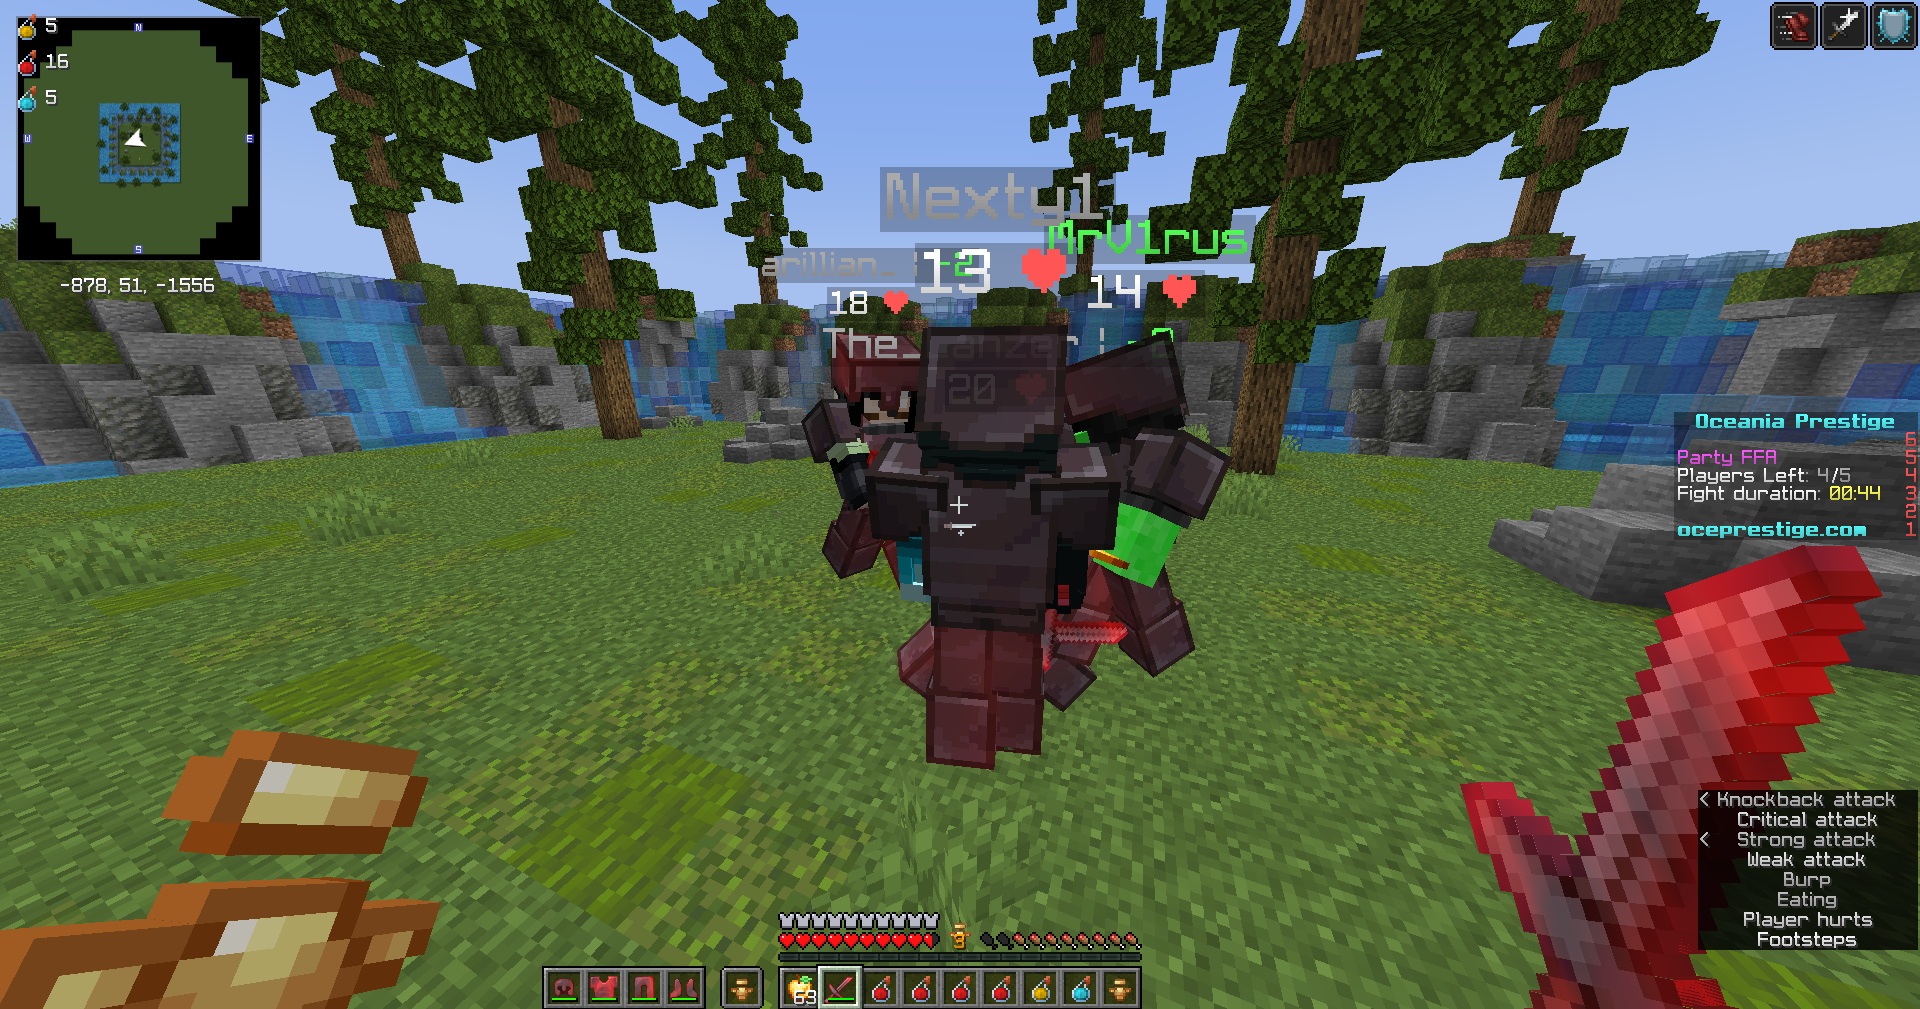 5
16
5
N
W
E
S
-878, 51, -1556
Nexty1
MrV1rus
arillian_
13
14
18
20
Oceania Prestige
6
Party FFA
5
Players Left: 4/5
4
Fight duration: 00:44
3
2
oceprestige.com
1
< Knockback attack
Critical attack
< Strong attack
Weak attack
Burp
Eating
Player hurts
Footsteps
63